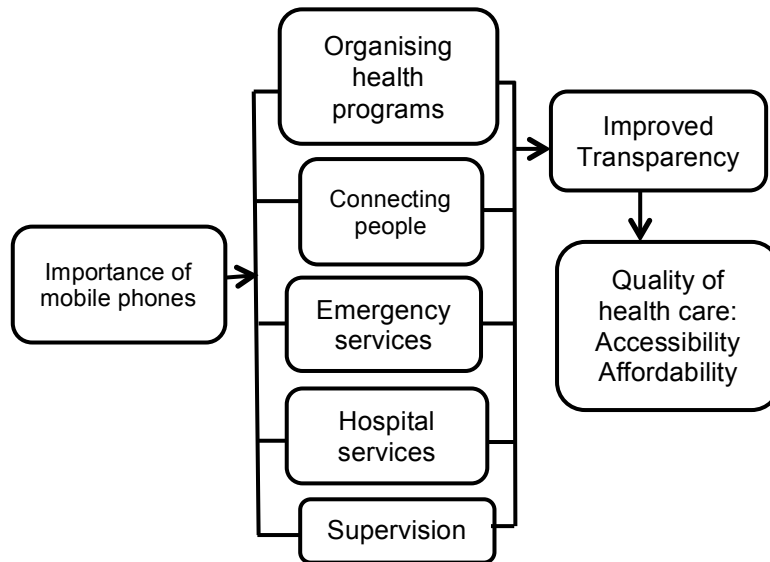 Importance of
mobile phones
Organising
health
programs
Connecting
people
Emergency
services
Hospital
services
Supervision
Improved
Transparency
Quality of
health care:
Accessibility
Affordability